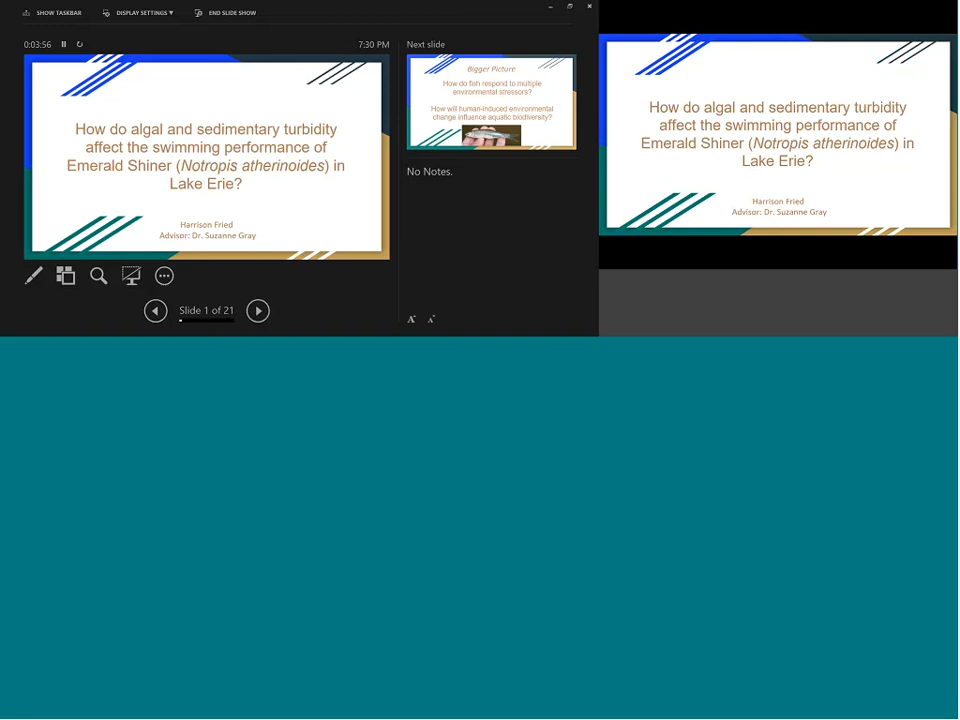 SHOW TASKBAR
DISPLAY SETTINGS ▼
END SLIDE SHOW
0:03:56
7:30 PM
How do algal and sedimentary turbidity
affect the swimming performance of
Emerald Shiner (Notropis atherinoides) in
Lake Erie?
Harrison Fried
Advisor: Dr. Suzanne Gray
Slide 1 of 21
Next slide
Bigger Picture
How do fish respond to multiple
environmental stressors?
How will human-induced environmental
change influence aquatic biodiversity?
No Notes.
A A
How do algal and sedimentary turbidity
affect the swimming performance of
Emerald Shiner (Notropis atherinoides) in
Lake Erie?
Harrison Fried
Advisor: Dr. Suzanne Gray